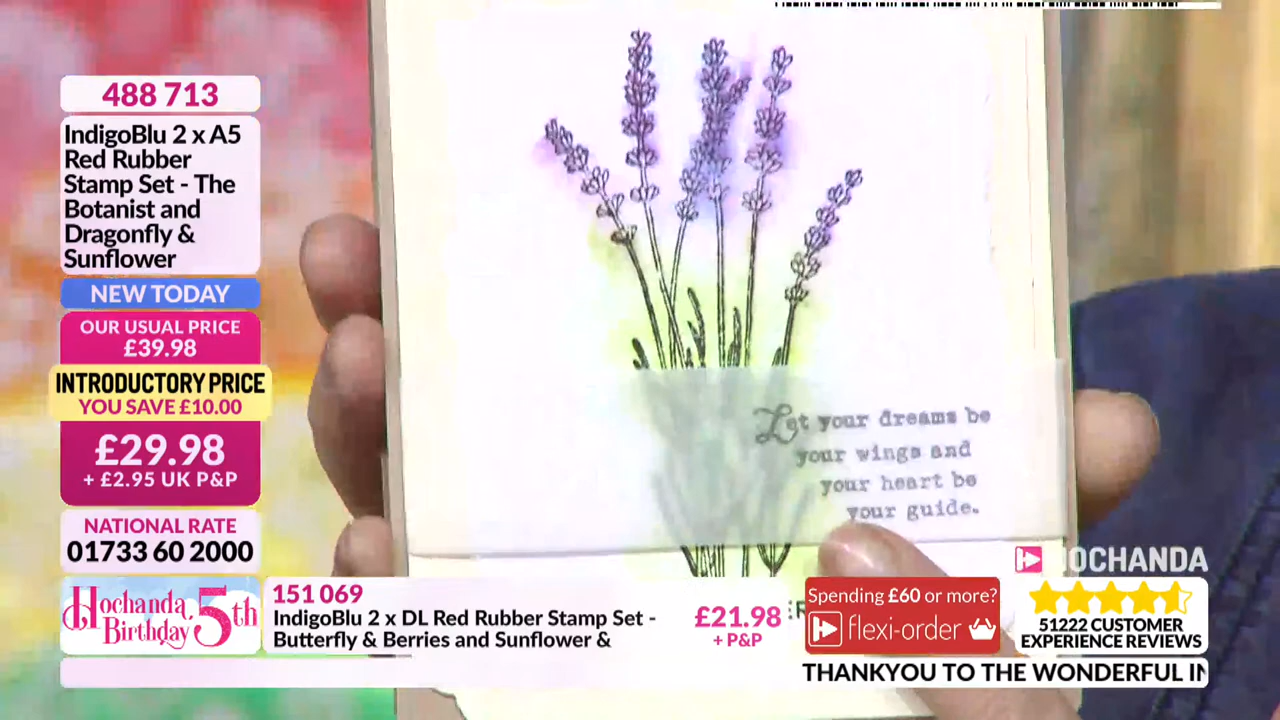 488 713
IndigoBlu 2 x A5
Red Rubber
Stamp Set - The
Botanist and
Dragonfly &
Sunflower
NEW TODAY
OUR USUAL PRICE
£39.98
INTRODUCTORY PRICE
YOU SAVE £10.00
£29.98
+ £2.95 UK P&P
NATIONAL RATE
01733 60 2000
Let your dreams be
your wings and
your heart be
your guide.
HOCHANDA
Hochanda 5th
Birthday
151 069
IndigoBlu 2 x DL Red Rubber Stamp Set -
Butterfly & Berries and Sunflower &
£21.98
+ P&P
Spending £60 or more?
flexi-order
51222 CUSTOMER
EXPERIENCE REVIEWS
THANKYOU TO THE WONDERFUL